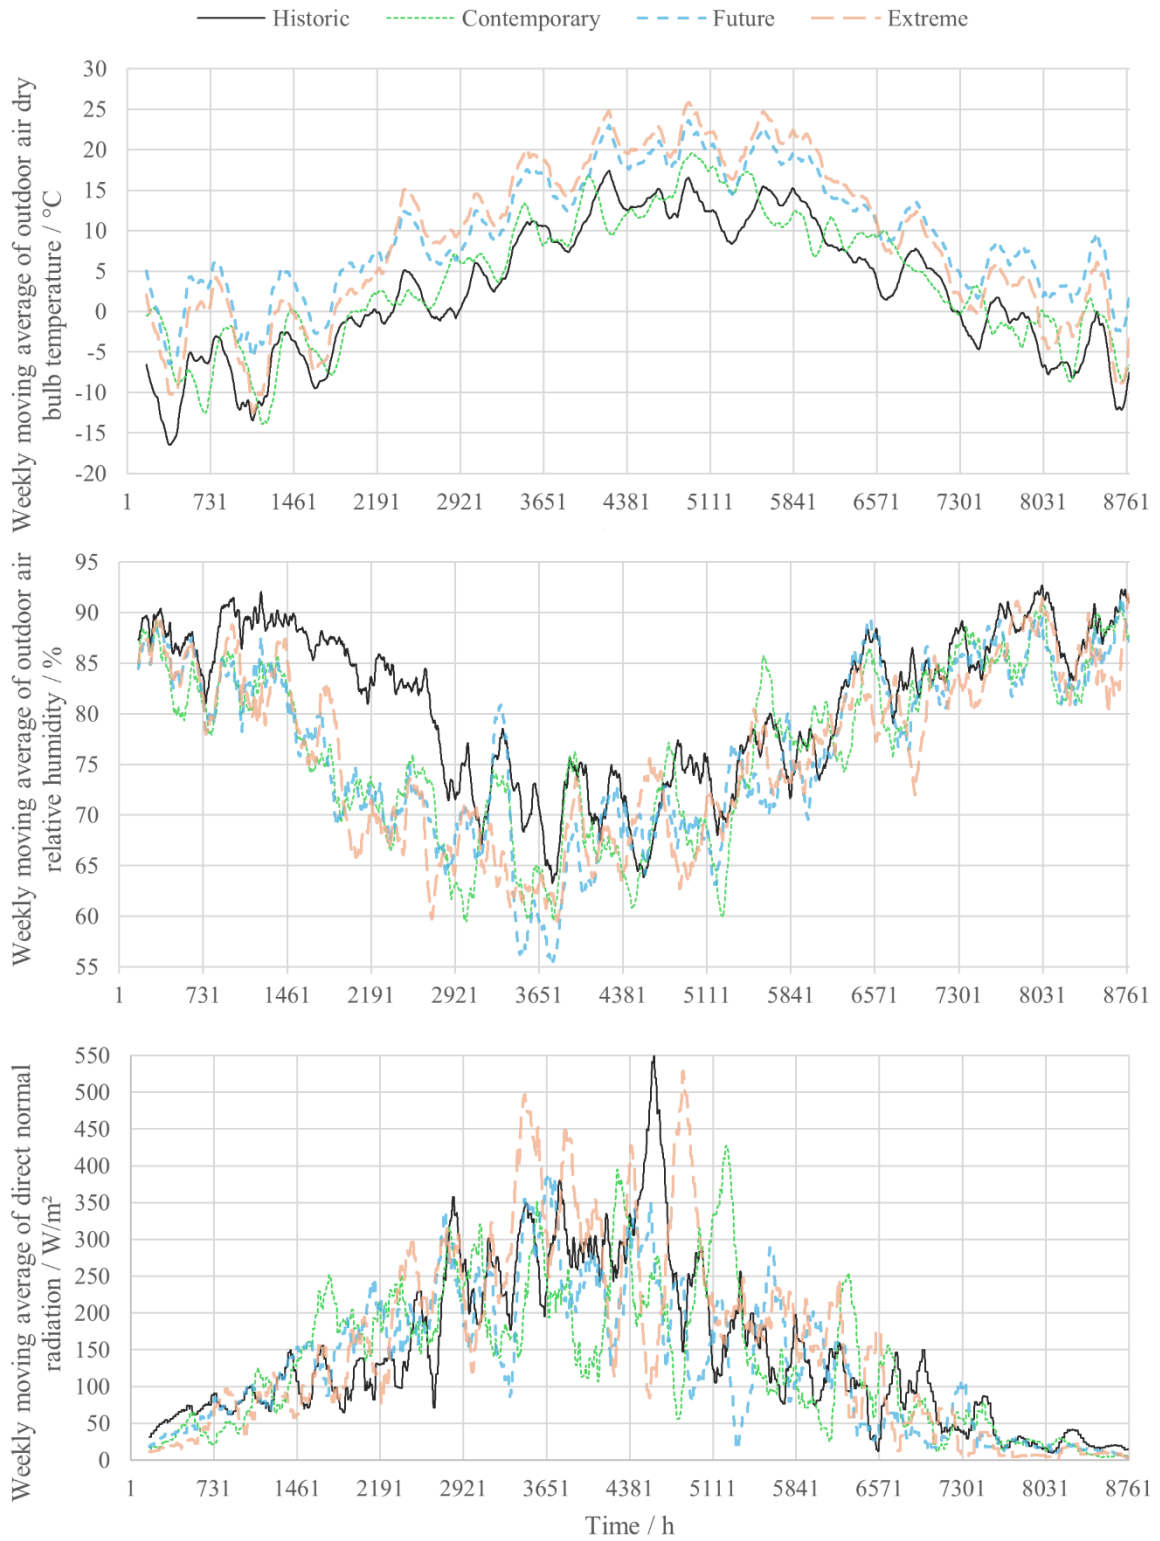 Historic Contemporary Future Extreme
Weekly moving average of outdoor air dry
bulb temperature / °C
30
25
20
15
10
5
0
-5
-10
-15
-20
1 731 1461 2191 2921 3651 4381 5111 5841 6571 7301 8031 8761
Weekly moving average of outdoor air
relative humidity / %
95
90
85
80
75
70
65
60
55
1 731 1461 2191 2921 3651 4381 5111 5841 6571 7301 8031 8761
Weekly moving average of direct normal
radiation / W/m²
550
500
450
400
350
300
250
200
150
100
50
0
1 731 1461 2191 2921 3651 4381 5111 5841 6571 7301 8031 8761
Time / h